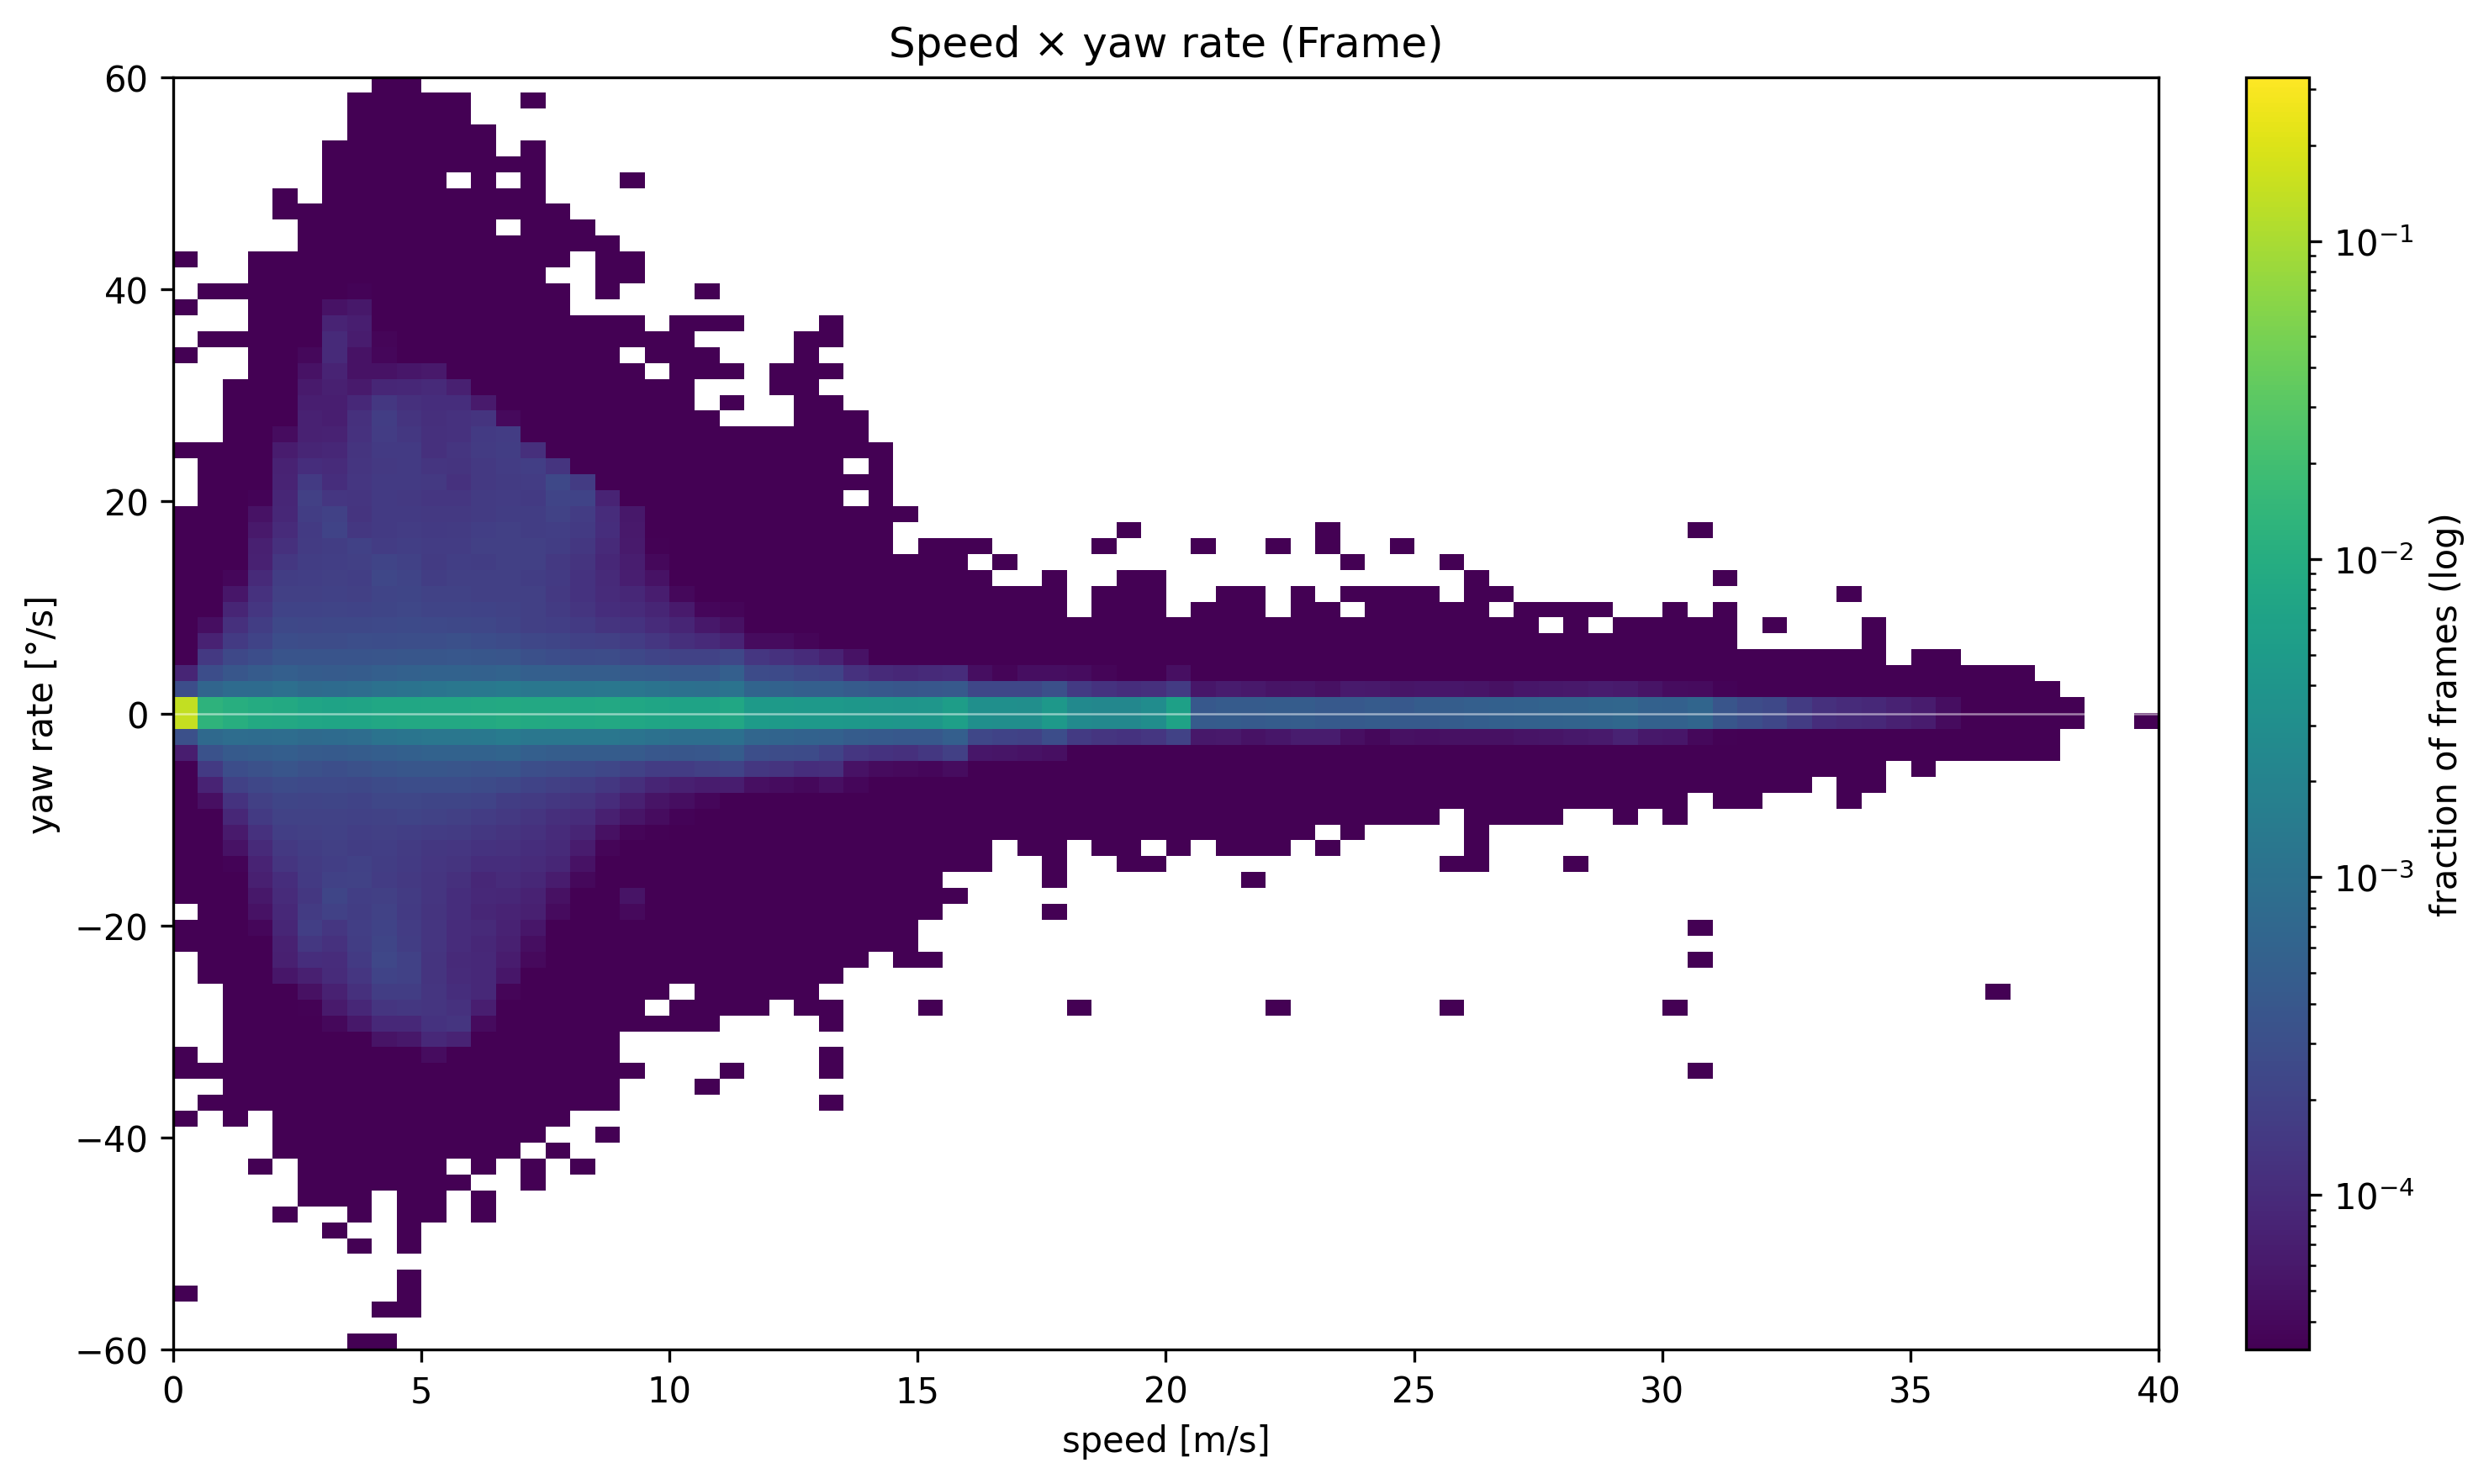 Speed × yaw rate (Frame)
60
40
20
0
−20
−40
−60
yaw rate [°/s]
0 5 10 15 20 25 30 35 40
speed [m/s]
10⁻¹
10⁻²
10⁻³
10⁻⁴
fraction of frames (log)